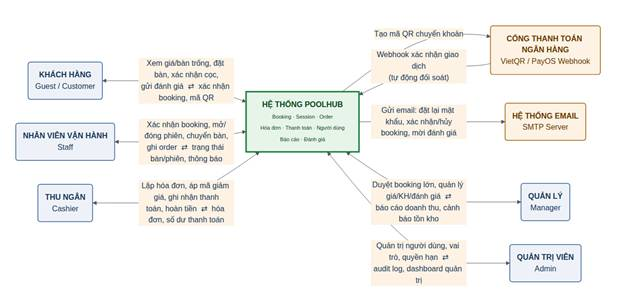 Tạo mã QR chuyển khoản
CỔNG THANH TOÁN
NGÂN HÀNG
VietQR / PayOS Webhook
Webhook xác nhận giao
dịch
(tự động đối soát)
Xem giá/bàn trống, đặt
bàn, xác nhận cọc,
gửi đánh giá ⇄ xác nhận
booking, mã QR
KHÁCH HÀNG
Guest / Customer
HỆ THỐNG POOLHUB
Booking · Session · Order
Hóa đơn · Thanh toán · Người dùng
Báo cáo · Đánh giá
Gửi email: đặt lại mật
khẩu, xác nhận/hủy
booking, mời đánh giá
HỆ THỐNG EMAIL
SMTP Server
NHÂN VIÊN VẬN HÀNH
Staff
Xác nhận booking, mở/
đóng phiên, chuyển bàn,
ghi order ⇄ trạng thái
bàn/phiên, thông báo
THU NGÂN
Cashier
Lập hóa đơn, áp mã giảm
giá, ghi nhận thanh
toán, hoàn tiền ⇄ hóa
đơn, số dư thanh toán
Duyệt booking lớn, quản lý
giá/KH/đánh giá ⇄
báo cáo doanh thu, cảnh
báo tồn kho
QUẢN LÝ
Manager
Quản trị người dùng, vai
trò, quyền hạn ⇄
audit log, dashboard quản
trị
QUẢN TRỊ VIÊN
Admin